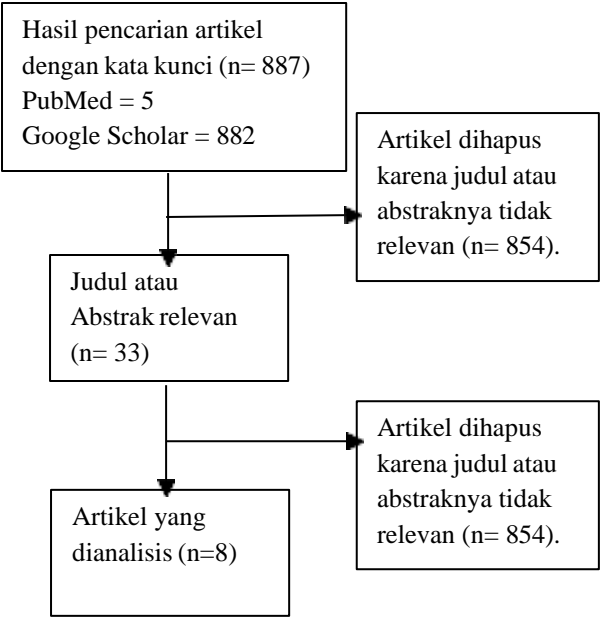 Hasil pencarian artikel
dengan kata kunci (n= 887)
PubMed = 5
Google Scholar = 882
Artikel dihapus
karena judul atau
abstraknya tidak
relevan (n= 854).
Judul atau
Abstrak relevan
(n= 33)
Artikel dihapus
karena judul atau
abstraknya tidak
relevan (n= 854).
Artikel yang
dianalisis (n=8)